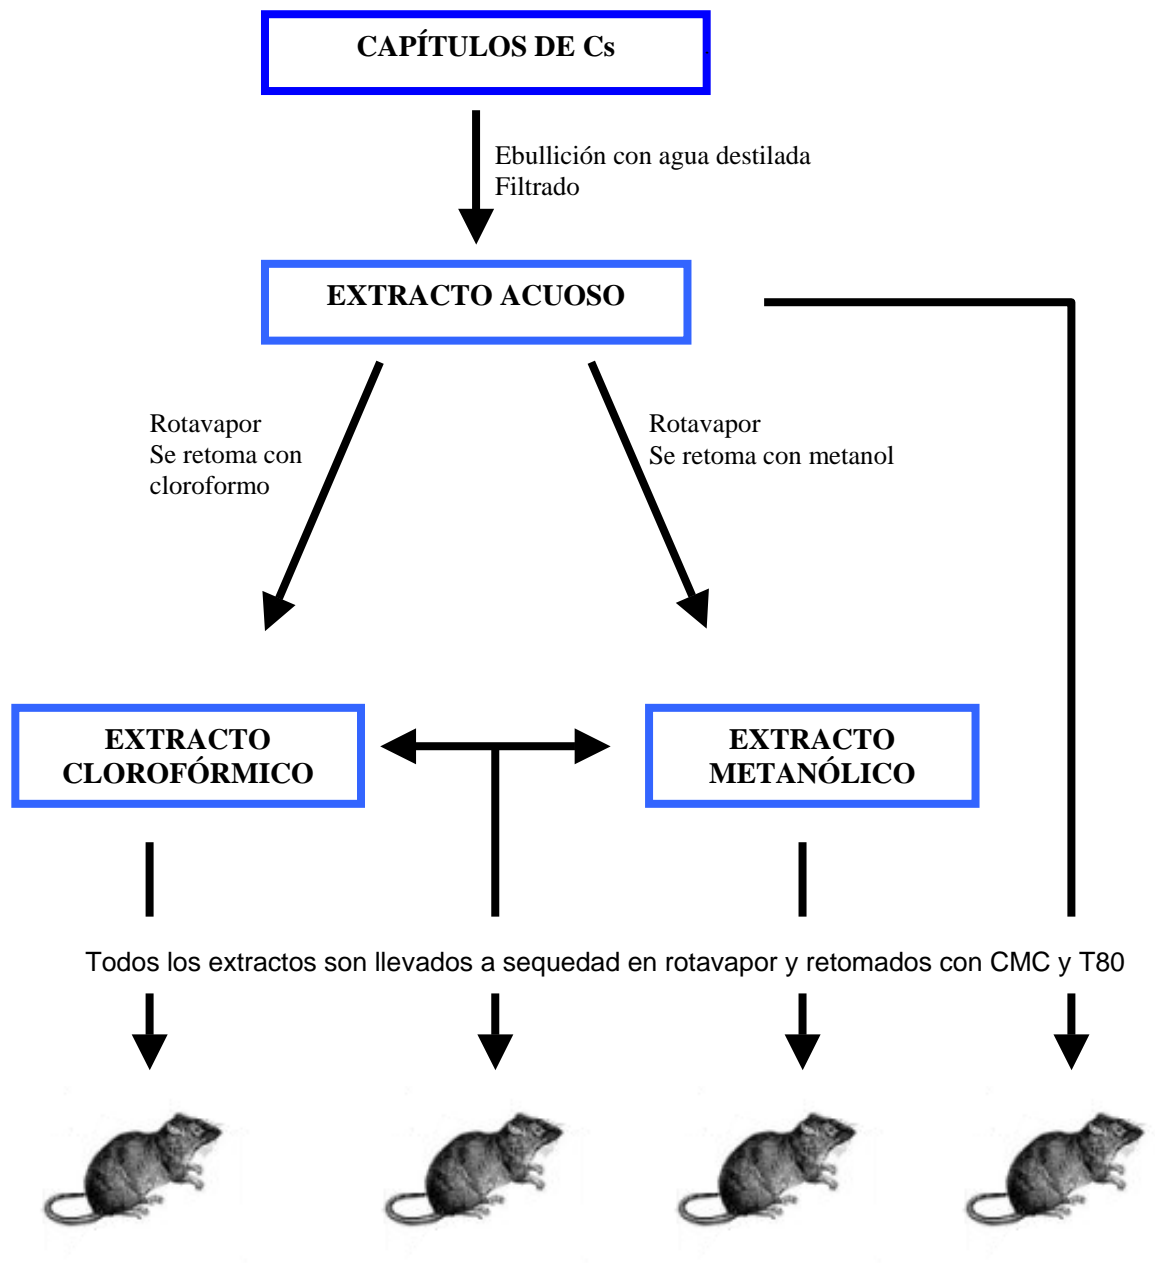 CAPÍTULOS DE Cs
Ebullición con agua destilada
Filtrado
EXTRACTO ACUOSO
Rotavapor
Se retoma con
cloroformo
Rotavapor
Se retoma con metanol
EXTRACTO
CLOROFÓRMICO
EXTRACTO
METANÓLICO
Todos los extractos son llevados a sequedad en rotavapor y retomados con CMC y T80